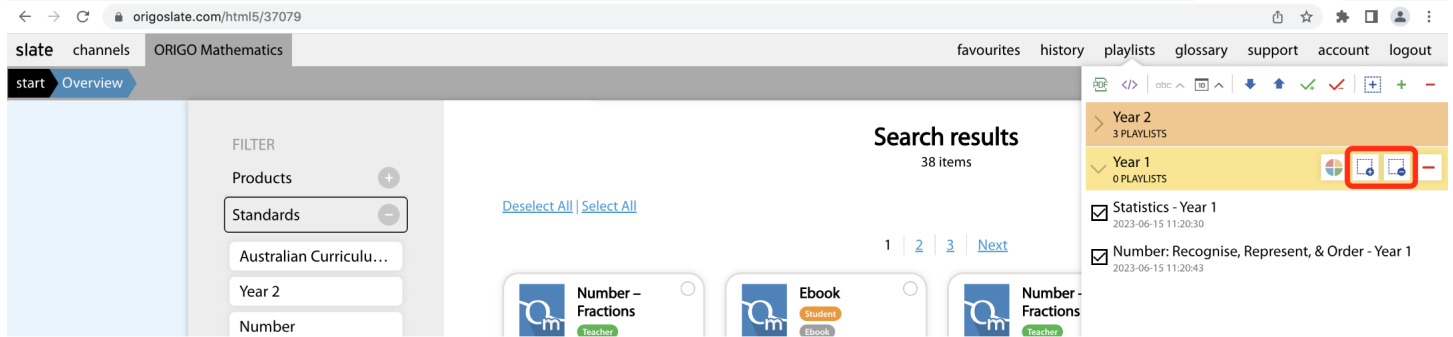 origoslate.com/html5/37079
slate channels ORIGO Mathematics favourites history playlists glossary support account logout
start Overview
PDF </> abc 10
FILTER
Products
Standards
Australian Curriculu...
Year 2
Number
Search results
38 items
Deselect All | Select All
1 | 2 | 3 | Next
Number –
Fractions
Teacher
Ebook
Student
Ebook
Number -
Fractions
Teacher
Year 2
3 PLAYLISTS
Year 1
0 PLAYLISTS
Statistics - Year 1
2023-06-15 11:20:30
Number: Recognise, Represent, & Order - Year 1
2023-06-15 11:20:43